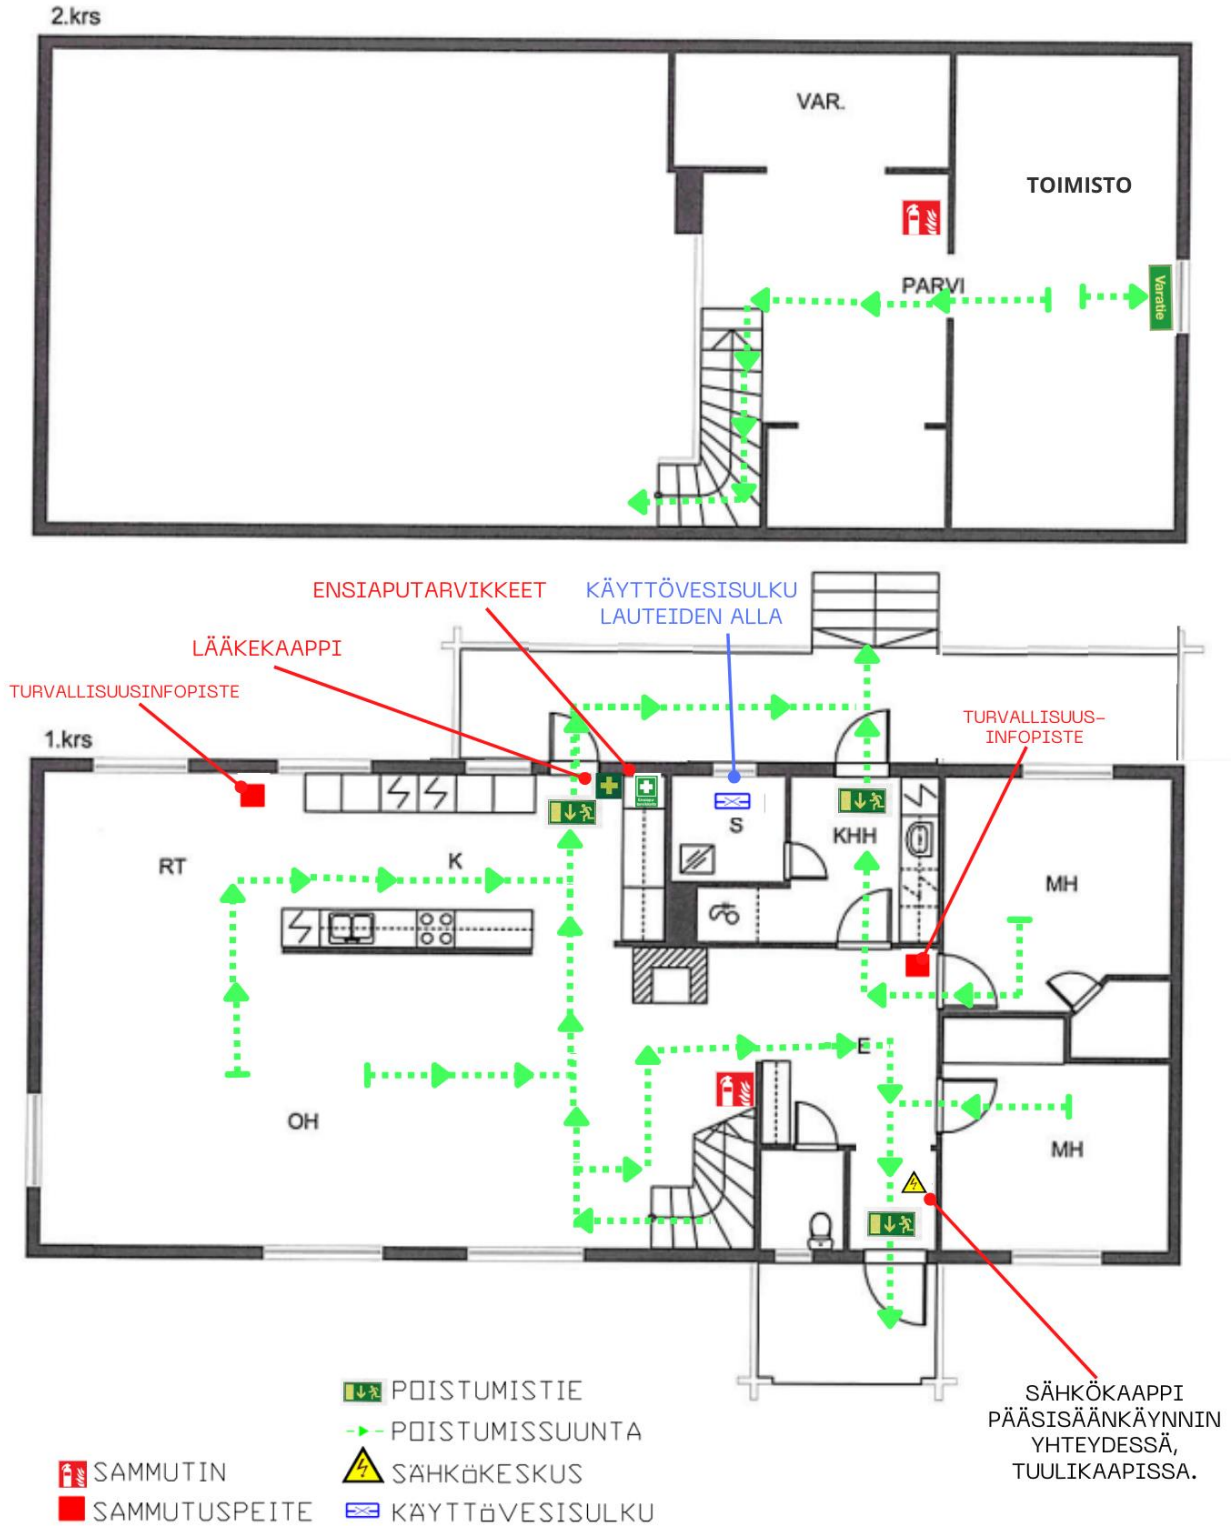 2.krs
VAR.
TOIMISTO
PARVI
Varatie
ENSIAPUTARVIKKEET
KÄYTTÖVESISULKU
LAUTEIDEN ALLA
LÄÄKEKAAPPI
TURVALLISUUSINFOPISTE
TURVALLISUUS-
INFOPISTE
1.krs
S
KHH
RT
K
MH
E
OH
MH
SÄHKÖKAAPPI
PÄÄSISÄÄNKÄYNNIN
YHTEYDESSÄ,
TUULIKAAPISSA.
POISTUMISTIE
POISTUMISSUUNTA
SAMMUTIN
SÄHKÖKESKUS
SAMMUTUSPEITE
KÄYTTÖVESISULKU